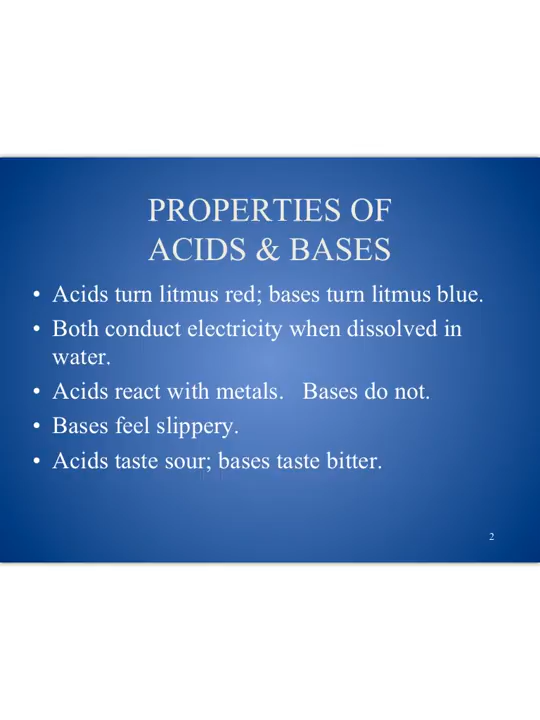 PROPERTIES OF
ACIDS & BASES
• Acids turn litmus red; bases turn litmus blue.
• Both conduct electricity when dissolved in
water.
• Acids react with metals.   Bases do not.
• Bases feel slippery.
• Acids taste sour; bases taste bitter.
2